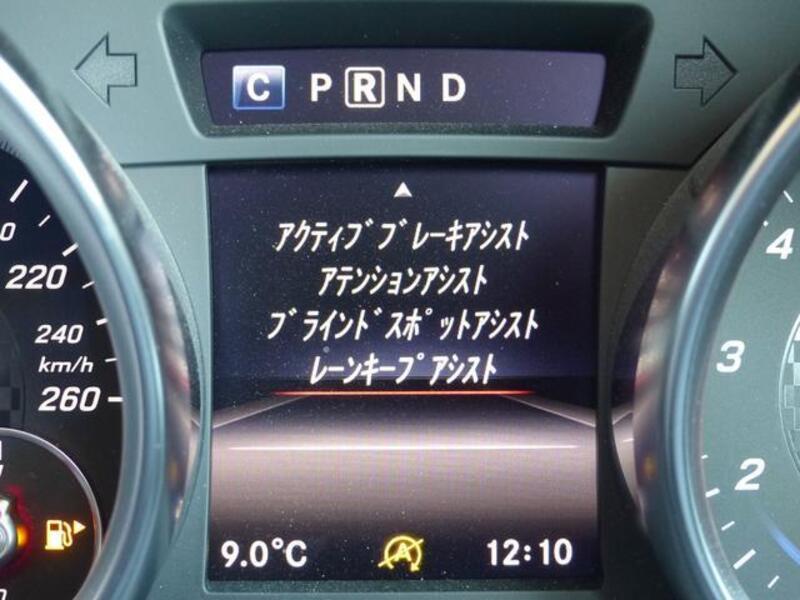 C P R N D
アクティブブレーキアシスト
アテンションアシスト
ブラインドスポットアシスト
レーンキープアシスト
220
240
km/h
260
4
3
2
9.0°C
A
12:10